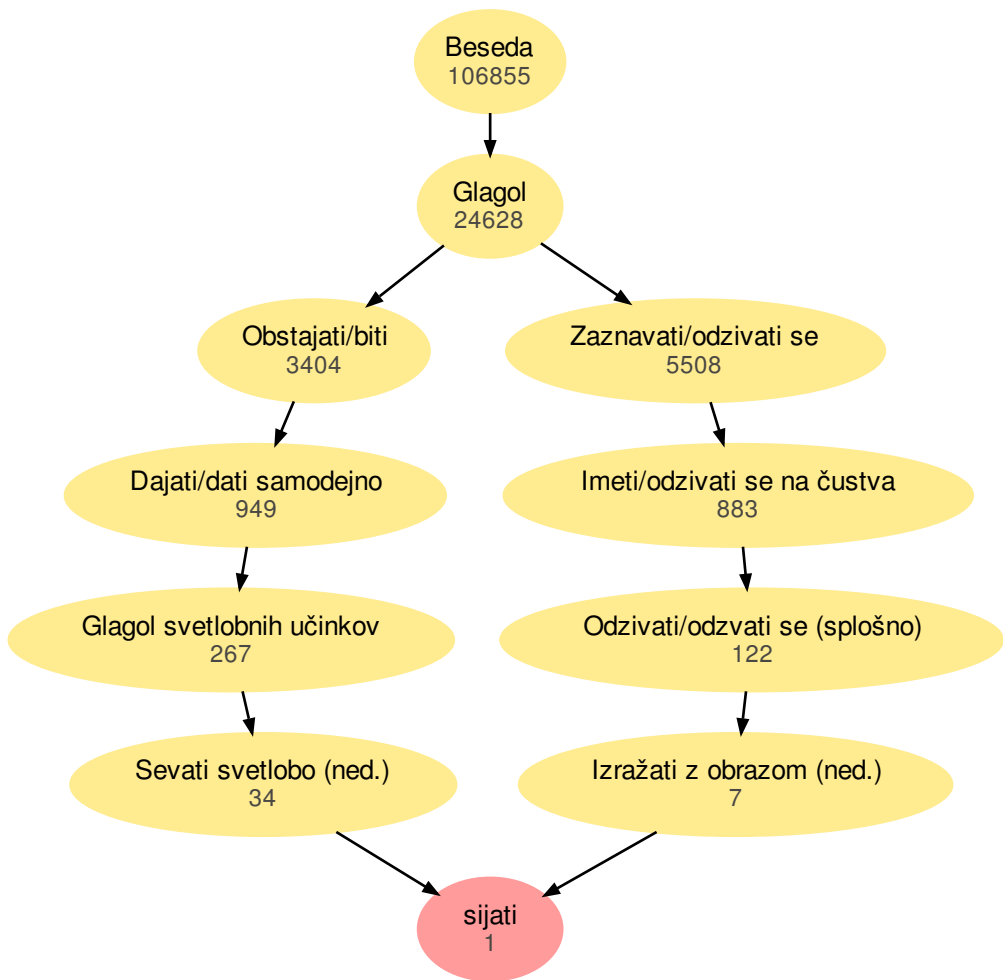 Beseda
106855
Glagol
24628
Obstajati/biti
3404
Zaznavati/odzivati se
5508
Dajati/dati samodejno
949
Imeti/odzivati se na čustva
883
Glagol svetlobnih učinkov
267
Odzivati/odzvati se (splošno)
122
Sevati svetlobo (ned.)
34
Izražati z obrazom (ned.)
7
sijati
1